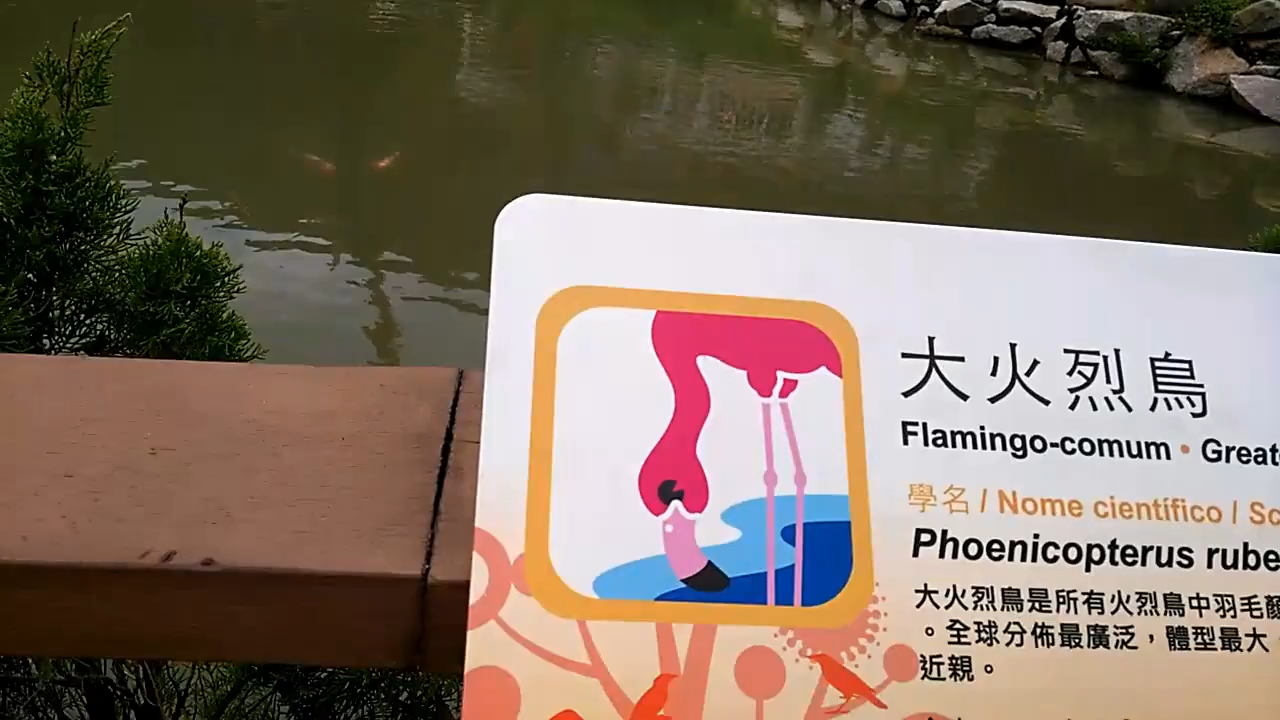 大火烈鳥
Flamingo-comum • Great
學名 / Nome científico / Sc
Phoenicopterus rube
大火烈鳥是所有火烈鳥中羽毛顏
。全球分佈最廣泛，體型最大
近親。